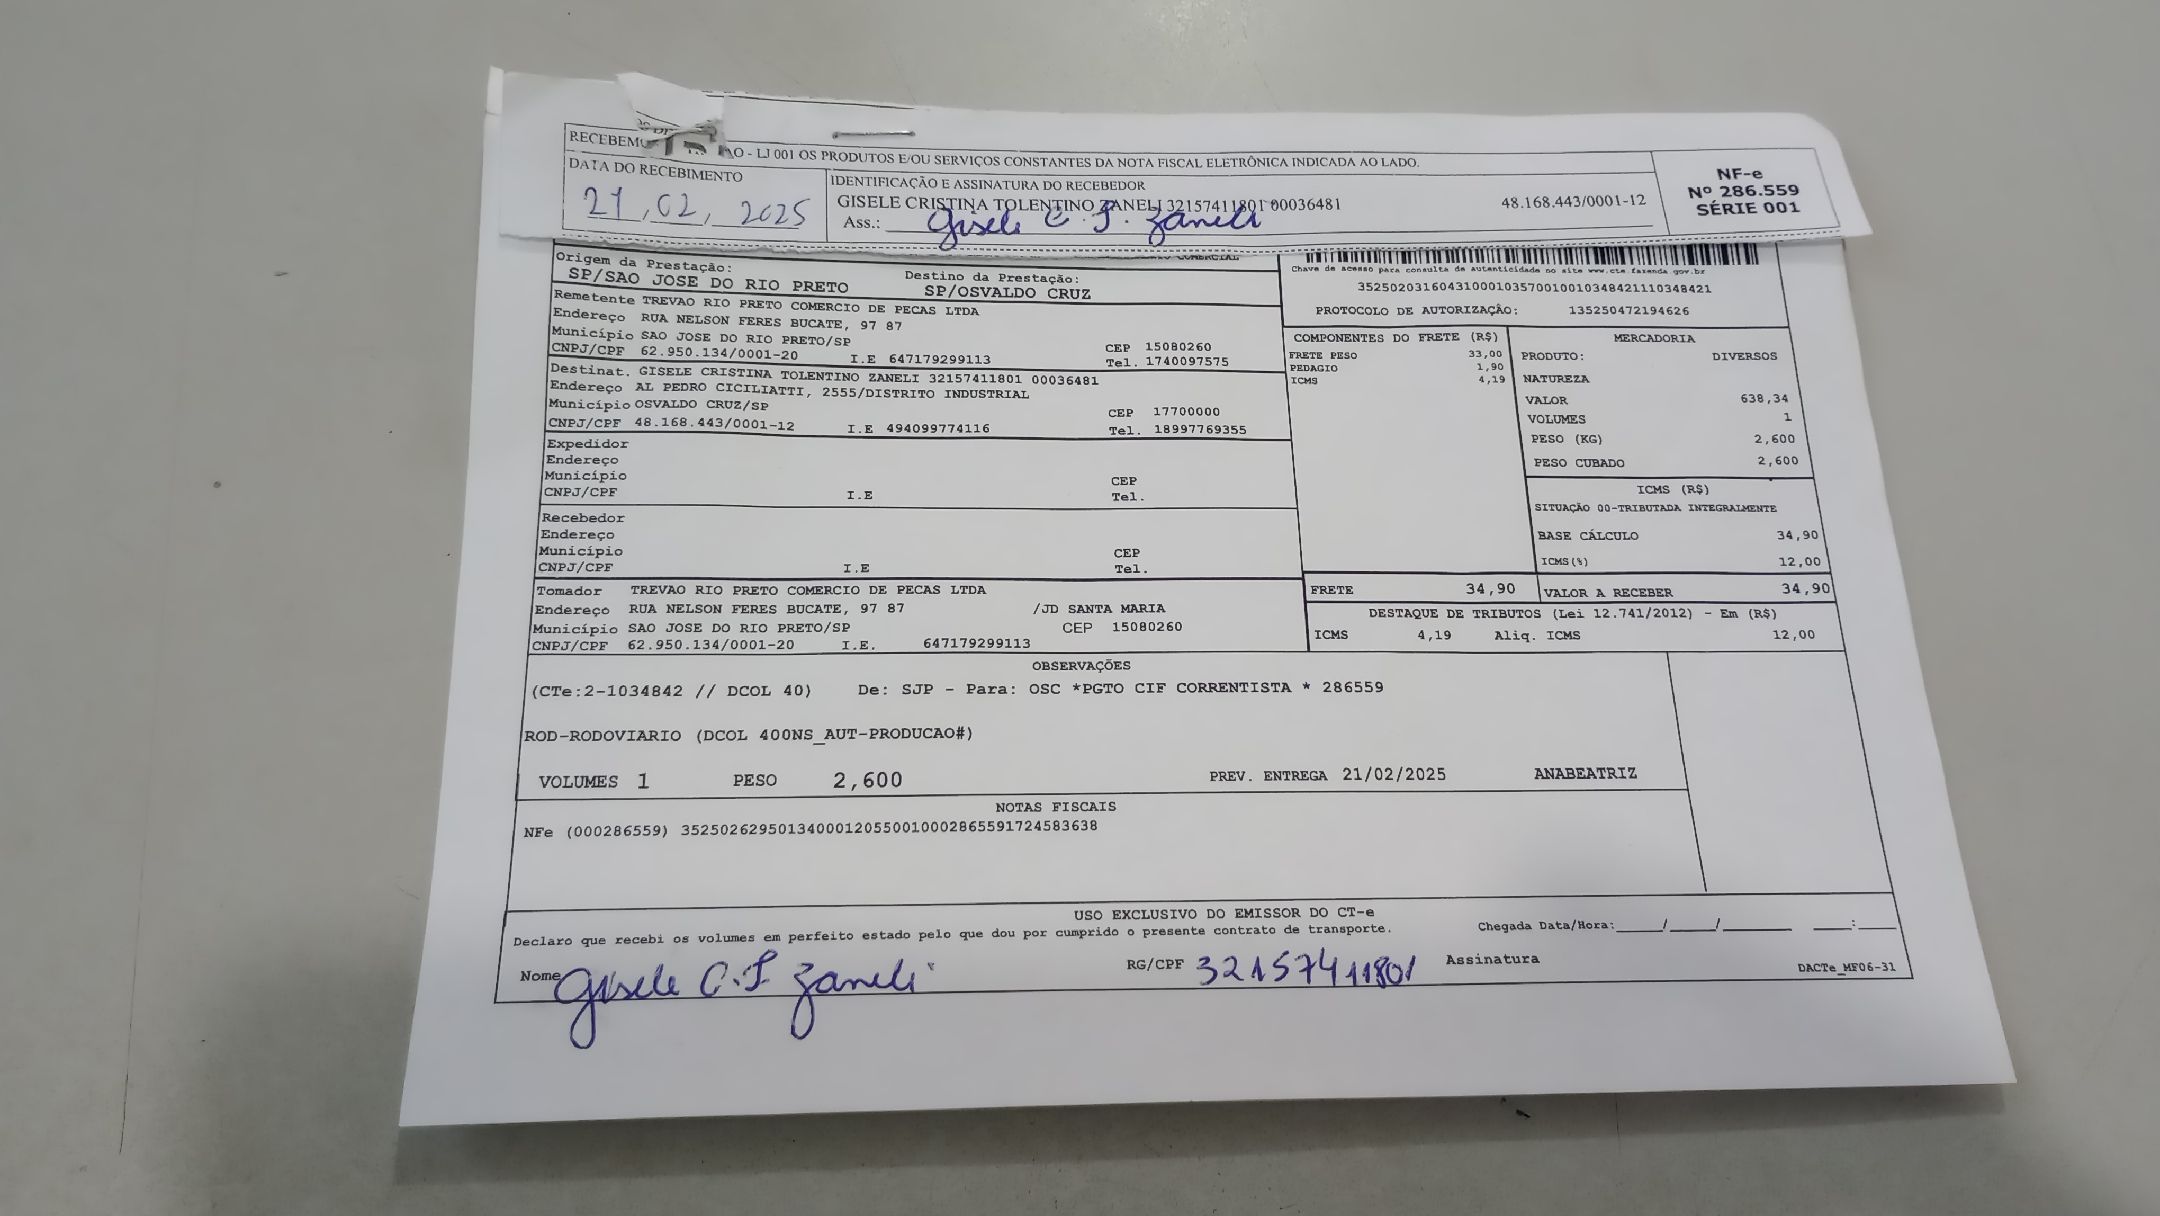 RECEBEMO
AO - LJ 001 OS PRODUTOS E/OU SERVIÇOS CONSTANTES DA NOTA FISCAL ELETRÔNICA INDICADA AO LADO.
DATA DO RECEBIMENTO
21, 02, 2025
IDENTIFICAÇÃO E ASSINATURA DO RECEBEDOR
GISELE CRISTINA TOLENTINO ZANELI 32157411801 00036481 48.168.443/0001-12
Ass.: Gisele C. T. Zaneli
NF-e
Nº 286.559
SÉRIE 001
Origem da Prestação:
SP/SAO JOSE DO RIO PRETO
Destino da Prestação:
SP/OSVALDO CRUZ
Chave de acesso para consulta de autenticidade no site www.cte.fazenda.gov.br
35250203160431000103570010010348421110348421
PROTOCOLO DE AUTORIZAÇÃO: 135250472194626
Remetente TREVAO RIO PRETO COMERCIO DE PECAS LTDA
Endereço RUA NELSON FERES BUCATE, 97 87
Município SAO JOSE DO RIO PRETO/SP CEP 15080260
CNPJ/CPF 62.950.134/0001-20 I.E 647179299113 Tel. 1740097575
Destinat. GISELE CRISTINA TOLENTINO ZANELI 32157411801 00036481
Endereço AL PEDRO CICILIATTI, 2555/DISTRITO INDUSTRIAL
Município OSVALDO CRUZ/SP CEP 17700000
CNPJ/CPF 48.168.443/0001-12 I.E 494099774116 Tel. 18997769355
Expedidor
Endereço
Município CEP
CNPJ/CPF I.E Tel.
Recebedor
Endereço
Município CEP
CNPJ/CPF I.E Tel.
Tomador TREVAO RIO PRETO COMERCIO DE PECAS LTDA
Endereço RUA NELSON FERES BUCATE, 97 87 /JD SANTA MARIA
Município SAO JOSE DO RIO PRETO/SP CEP 15080260
CNPJ/CPF 62.950.134/0001-20 I.E. 647179299113
COMPONENTES DO FRETE (R$)
FRETE PESO 33,00
PEDAGIO 1,90
ICMS 4,19
MERCADORIA
PRODUTO: DIVERSOS
NATUREZA
VALOR 638,34
VOLUMES 1
PESO (KG) 2,600
PESO CUBADO 2,600
ICMS (R$)
SITUAÇÃO 00-TRIBUTADA INTEGRALMENTE
BASE CÁLCULO 34,90
ICMS(%) 12,00
FRETE 34,90 VALOR A RECEBER 34,90
DESTAQUE DE TRIBUTOS (Lei 12.741/2012) - Em (R$)
ICMS 4,19 Aliq. ICMS 12,00
OBSERVAÇÕES
(CTe:2-1034842 // DCOL 40) De: SJP - Para: OSC *PGTO CIF CORRENTISTA * 286559
ROD-RODOVIARIO (DCOL 400NS_AUT-PRODUCAO#)
VOLUMES 1 PESO 2,600 PREV. ENTREGA 21/02/2025 ANABEATRIZ
NOTAS FISCAIS
NFe (000286559) 35250262950134000120550010002865591724583638
USO EXCLUSIVO DO EMISSOR DO CT-e
Declaro que recebi os volumes em perfeito estado pelo que dou por cumprido o presente contrato de transporte. Chegada Data/Hora:____/____/______ ___:___
Nome Gisele C. T. Zaneli RG/CPF 32157411801 Assinatura
DACTe_MF06-31